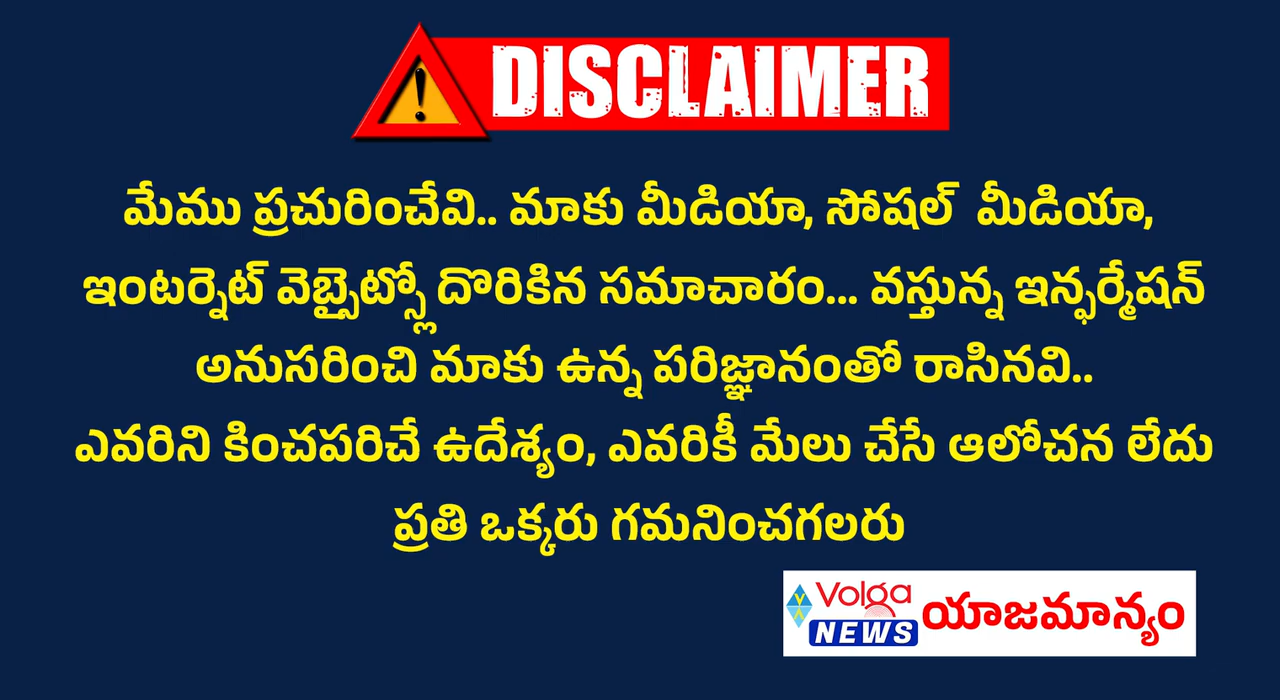 DISCLAIMER
మేము ప్రచురించేవి.. మాకు మీడియా, సోషల్ మీడియా,
ఇంటర్నెట్ వెబ్సైట్స్లో దొరికిన సమాచారం... వస్తున్న ఇన్ఫర్మేషన్
అనుసరించి మాకు ఉన్న పరిజ్ఞానంతో రాసినవి..
ఎవరిని కించపరిచే ఉదేశ్యం, ఎవరికీ మేలు చేసే ఆలోచన లేదు
ప్రతి ఒక్కరు గమనించగలరు
Volga NEWS యాజమాన్యం